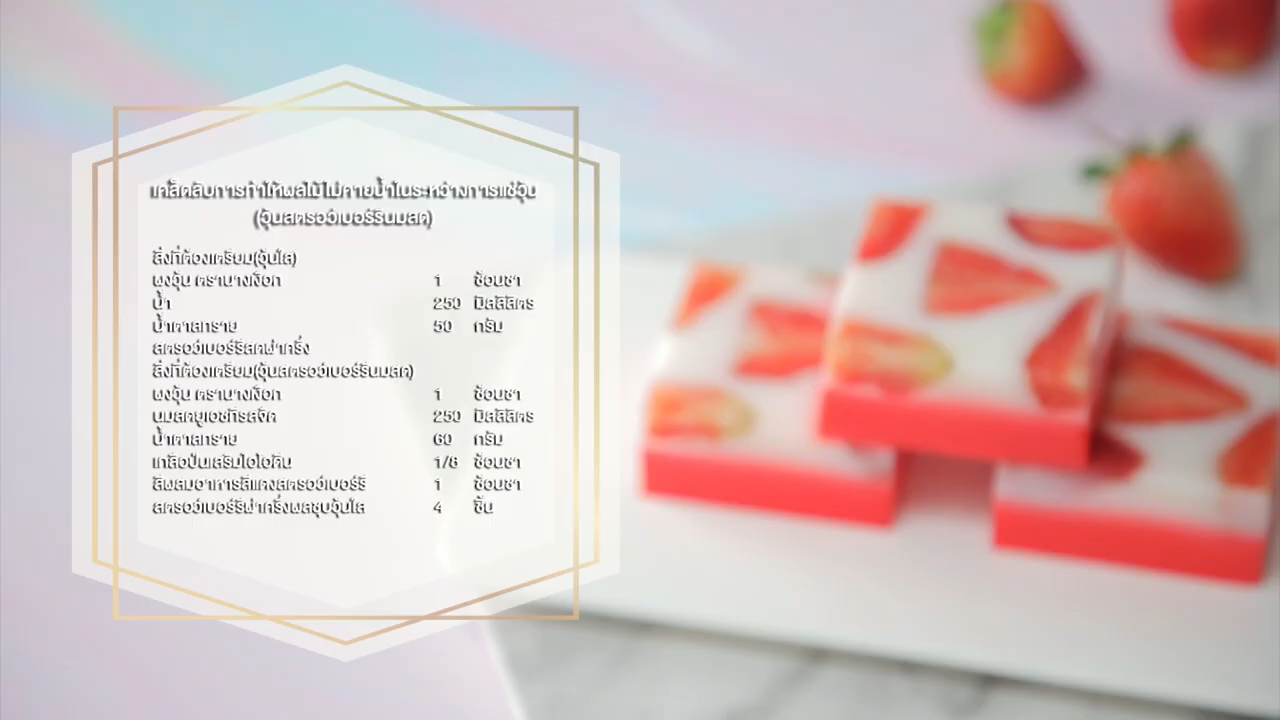 เคล็ดลับการทำให้ผลไม้ไม่คายน้ำในระหว่างการแช่วุ้น
(วุ้นสตรอว์เบอร์รีนมสด)
สิ่งที่ต้องเตรียม(วุ้นใส)
ผงวุ้น ตรานางเงือก 1 ช้อนชา
น้ำ 250 มิลลิลิตร
น้ำตาลทราย 50 กรัม
สตรอว์เบอร์รีสดผ่าครึ่ง
สิ่งที่ต้องเตรียม(วุ้นสตรอว์เบอร์รีนมสด)
ผงวุ้น ตรานางเงือก 1 ช้อนชา
นมสดยูเอชทีรสจืด 250 มิลลิลิตร
น้ำตาลทราย 60 กรัม
เกลือป่นเสริมไอโอดีน 1/8 ช้อนชา
สีผสมอาหารสีแดงสตรอว์เบอร์รี 1 ช้อนชา
สตรอว์เบอร์รีผ่าครึ่งผลชุบวุ้นใส 4 ชิ้น